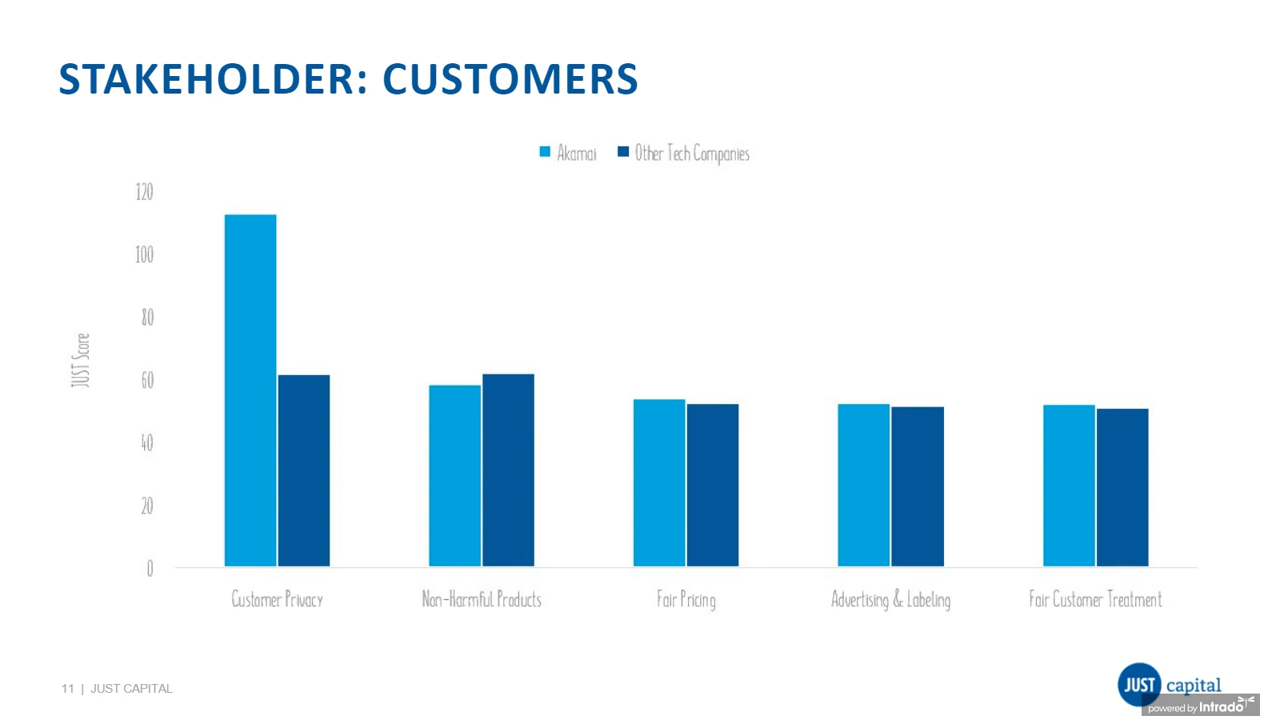 STAKEHOLDER: CUSTOMERS
Akamai Other Tech Companies
120
100
80
60
40
20
0
JUST Score
Customer Privacy Non-Harmful Products Fair Pricing Advertising & Labeling Fair Customer Treatment
11 | JUST CAPITAL
JUST capital
powered by Intrado